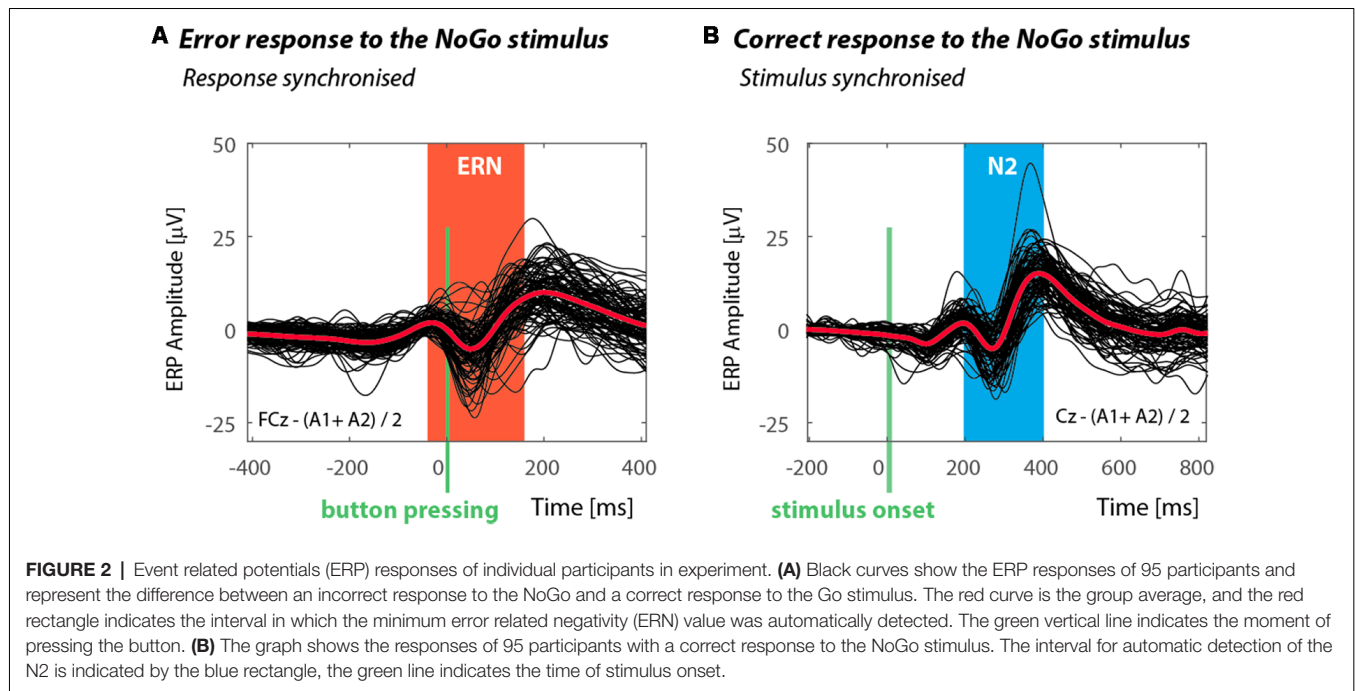 A Error response to the NoGo stimulus
Response synchronised
50
25
0
-25
ERP Amplitude [μV]
ERN
FCz - (A1+ A2) / 2
-400 -200 0 200 400
button pressing Time [ms]
B Correct response to the NoGo stimulus
Stimulus synchronised
50
25
0
-25
ERP Amplitude [μV]
N2
Cz - (A1+ A2) / 2
-200 0 200 400 600 800
stimulus onset Time [ms]
FIGURE 2 | Event related potentials (ERP) responses of individual participants in experiment. (A) Black curves show the ERP responses of 95 participants and
represent the difference between an incorrect response to the NoGo and a correct response to the Go stimulus. The red curve is the group average, and the red
rectangle indicates the interval in which the minimum error related negativity (ERN) value was automatically detected. The green vertical line indicates the moment of
pressing the button. (B) The graph shows the responses of 95 participants with a correct response to the NoGo stimulus. The interval for automatic detection of the
N2 is indicated by the blue rectangle, the green line indicates the time of stimulus onset.